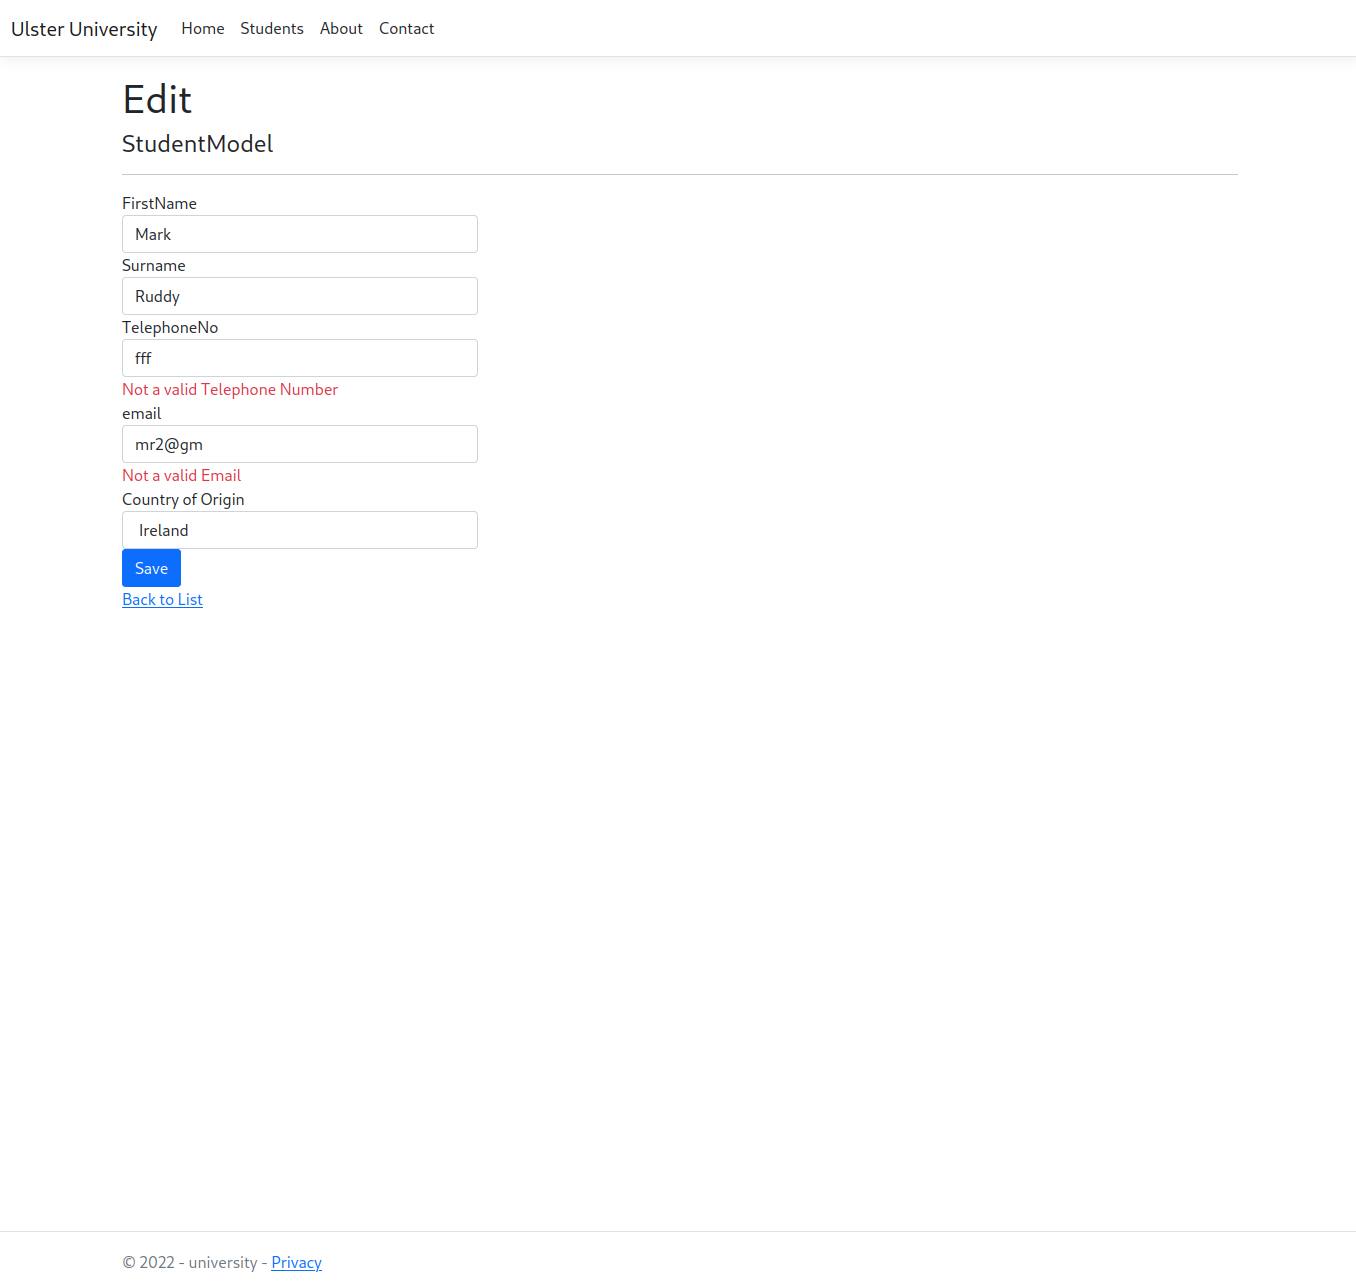 Ulster University Home Students About Contact
Edit
StudentModel
FirstName
Mark
Surname
Ruddy
TelephoneNo
fff
Not a valid Telephone Number
email
mr2@gm
Not a valid Email
Country of Origin
Ireland
Save
Back to List
© 2022 - university - Privacy